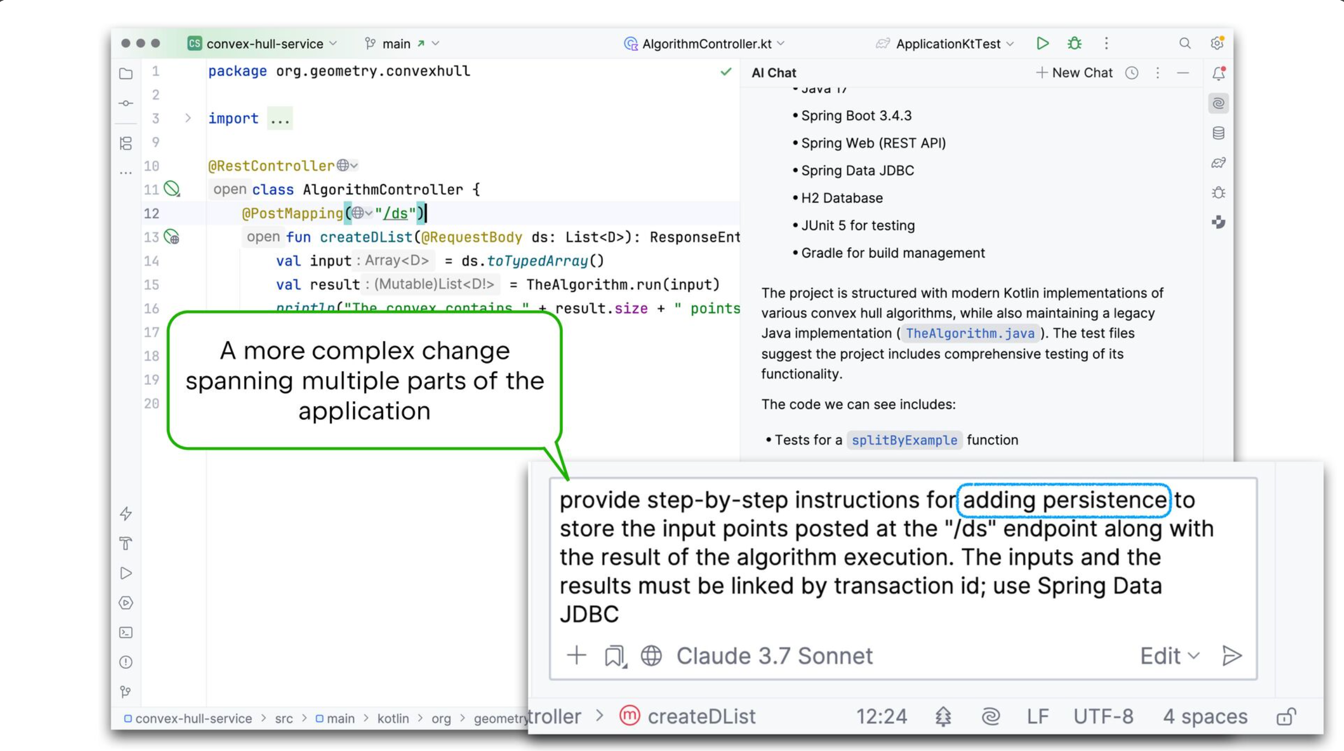 CS convex-hull-service main AlgorithmController.kt ApplicationKtTest
1 package org.geometry.convexhull
2
3 import ...
9
10 @RestController
11 open class AlgorithmController {
12 @PostMapping("/ds")
13 open fun createDList(@RequestBody ds: List<D>): ResponseEnt
14 val input : Array<D> = ds.toTypedArray()
15 val result : (Mutable)List<D!> = TheAlgorithm.run(input)
16 println("The convex contains " + result.size + " points
17
18
19
20
A more complex change
spanning multiple parts of the
application
AI Chat + New Chat
• Java 17
• Spring Boot 3.4.3
• Spring Web (REST API)
• Spring Data JDBC
• H2 Database
• JUnit 5 for testing
• Gradle for build management
The project is structured with modern Kotlin implementations of
various convex hull algorithms, while also maintaining a legacy
Java implementation ( TheAlgorithm.java ). The test files
suggest the project includes comprehensive testing of its
functionality.
The code we can see includes:
• Tests for a splitByExample function
provide step-by-step instructions for adding persistence to
store the input points posted at the "/ds" endpoint along with
the result of the algorithm execution. The inputs and the
results must be linked by transaction id; use Spring Data
JDBC
Claude 3.7 Sonnet Edit
convex-hull-service > src > main > kotlin > org > geometry
troller > m createDList 12:24 LF UTF-8 4 spaces